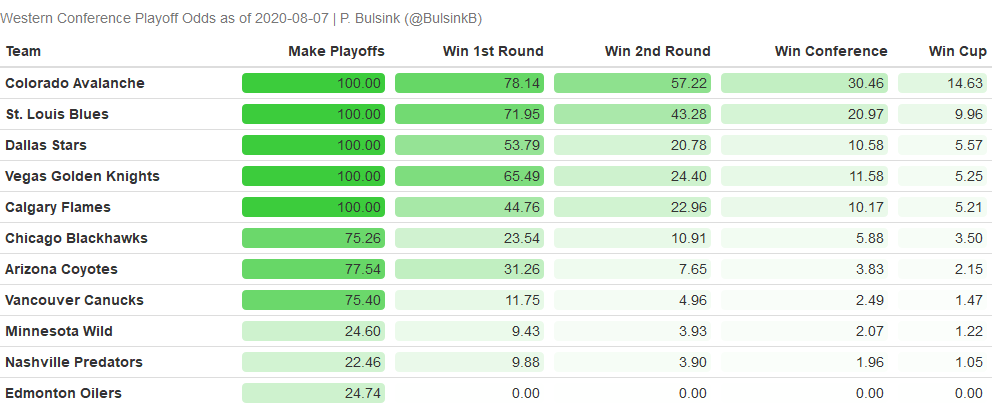 Western Conference Playoff Odds as of 2020-08-07 | P. Bulsink (@BulsinkB)
Team Make Playoffs Win 1st Round Win 2nd Round Win Conference Win Cup
Colorado Avalanche 100.00 78.14 57.22 30.46 14.63
St. Louis Blues 100.00 71.95 43.28 20.97 9.96
Dallas Stars 100.00 53.79 20.78 10.58 5.57
Vegas Golden Knights 100.00 65.49 24.40 11.58 5.25
Calgary Flames 100.00 44.76 22.96 10.17 5.21
Chicago Blackhawks 75.26 23.54 10.91 5.88 3.50
Arizona Coyotes 77.54 31.26 7.65 3.83 2.15
Vancouver Canucks 75.40 11.75 4.96 2.49 1.47
Minnesota Wild 24.60 9.43 3.93 2.07 1.22
Nashville Predators 22.46 9.88 3.90 1.96 1.05
Edmonton Oilers 24.74 0.00 0.00 0.00 0.00